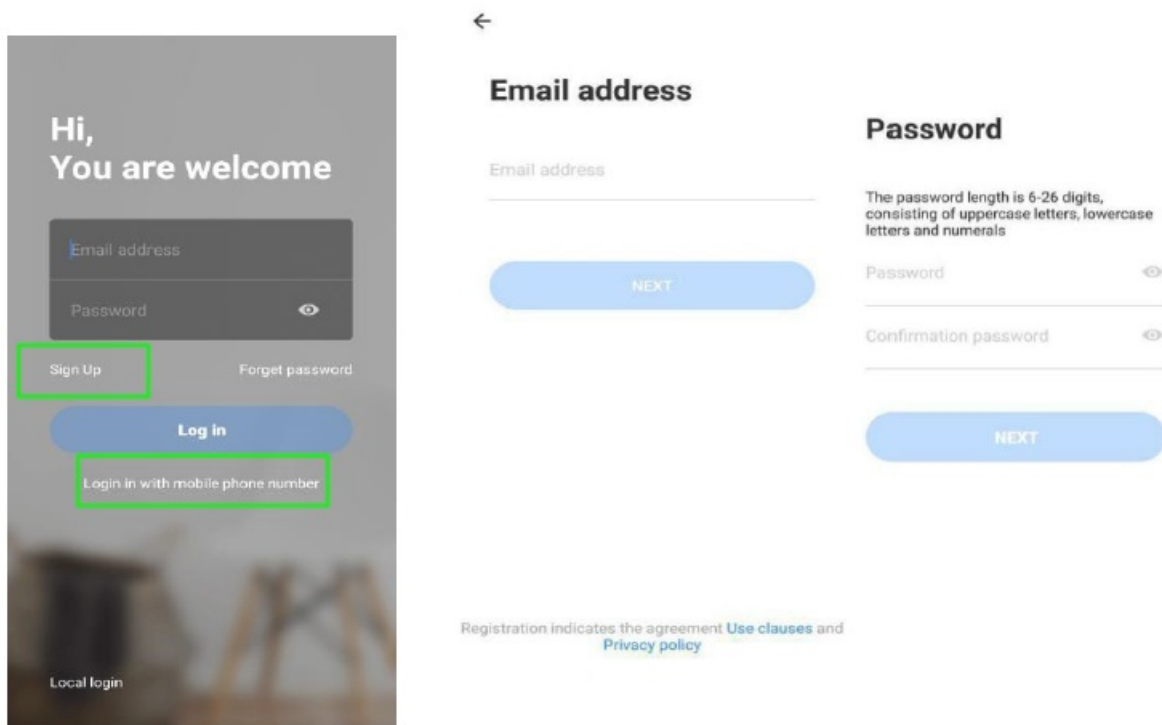 Hi,
You are welcome
Email address
Password
Sign Up
Forget password
Log in
Login in with mobile phone number
Local login
Email address
Email address
NEXT
Registration indicates the agreement Use clauses and
Privacy policy
Password
The password length is 6-26 digits,
consisting of uppercase letters, lowercase
letters and numerals
Password
Confirmation password
NEXT